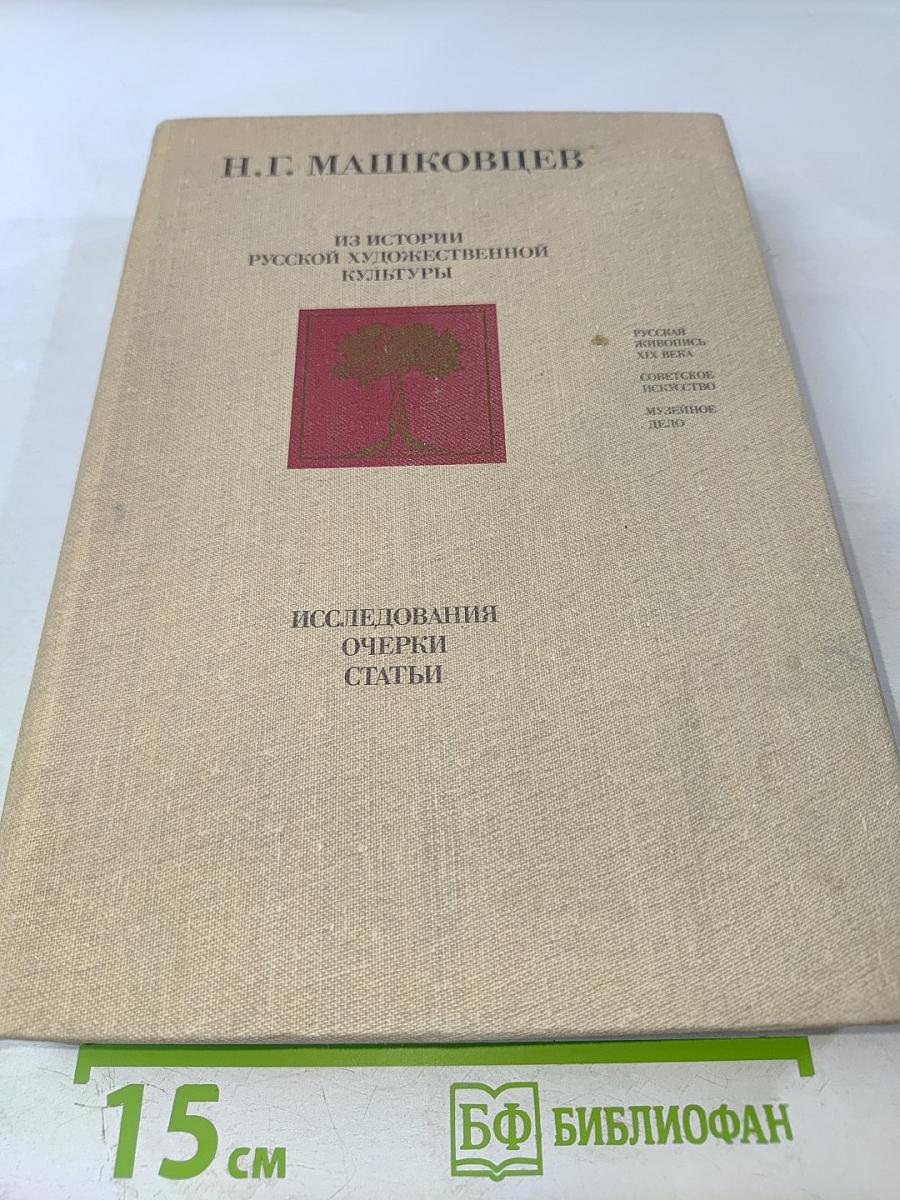 Н.Г. МАШКОВЦЕВ
ИЗ ИСТОРИИ
РУССКОЙ ХУДОЖЕСТВЕННОЙ
КУЛЬТУРЫ
РУССКАЯ
ЖИВОПИСЬ
XIX ВЕКА
СОВЕТСКОЕ
ИСКУССТВО
МУЗЕЙНОЕ
ДЕЛО
ИССЛЕДОВАНИЯ
ОЧЕРКИ
СТАТЬИ
15 см
БФ БИБЛИОФАН